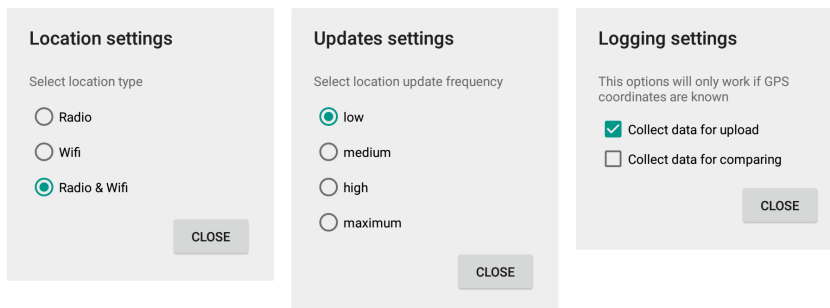 Location settings
Select location type
Radio
Wifi
Radio & Wifi
CLOSE
Updates settings
Select location update frequency
low
medium
high
maximum
CLOSE
Logging settings
This options will only work if GPS
coordinates are known
Collect data for upload
Collect data for comparing
CLOSE